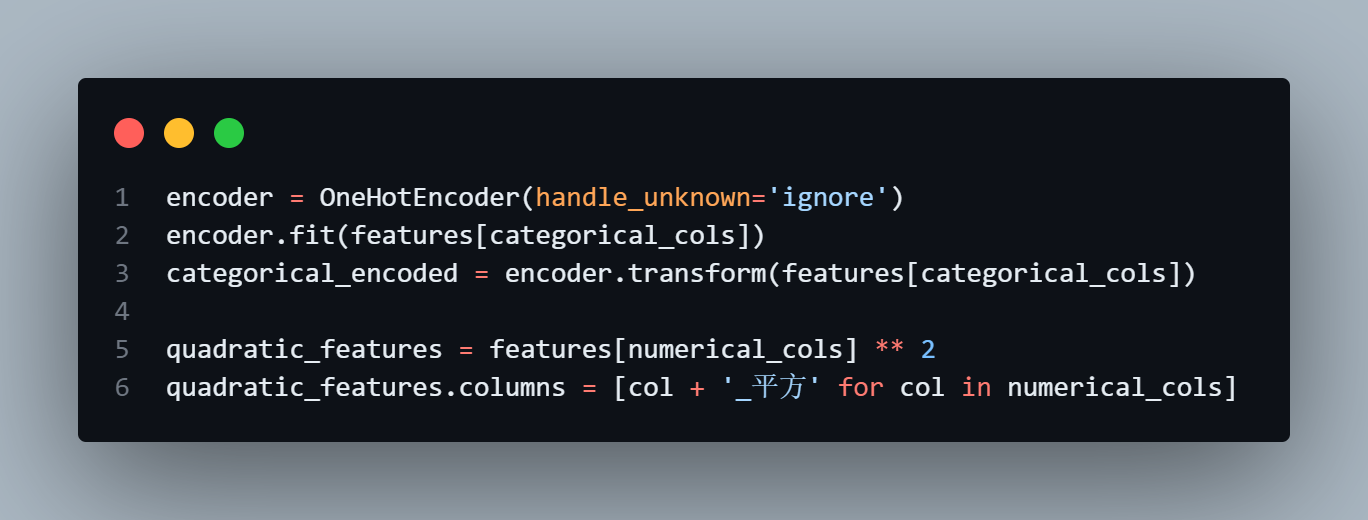 1 encoder = OneHotEncoder(handle_unknown='ignore')
2 encoder.fit(features[categorical_cols])
3 categorical_encoded = encoder.transform(features[categorical_cols])
4
5 quadratic_features = features[numerical_cols] ** 2
6 quadratic_features.columns = [col + '_平方' for col in numerical_cols]